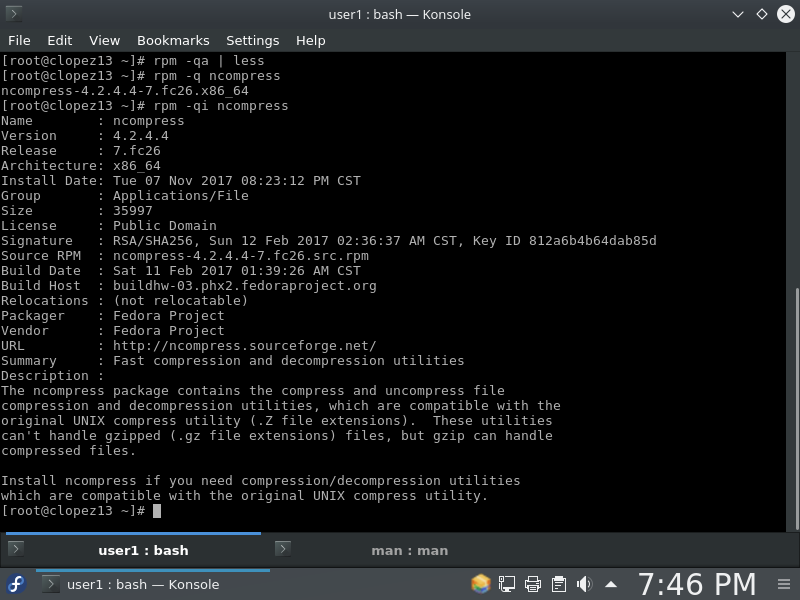 user1 : bash — Konsole
File Edit View Bookmarks Settings Help
[root@clopez13 ~]# rpm -qa | less
[root@clopez13 ~]# rpm -q ncompress
ncompress-4.2.4.4-7.fc26.x86_64
[root@clopez13 ~]# rpm -qi ncompress
Name        : ncompress
Version     : 4.2.4.4
Release     : 7.fc26
Architecture: x86_64
Install Date: Tue 07 Nov 2017 08:23:12 PM CST
Group       : Applications/File
Size        : 35997
License     : Public Domain
Signature   : RSA/SHA256, Sun 12 Feb 2017 02:36:37 AM CST, Key ID 812a6b4b64dab85d
Source RPM  : ncompress-4.2.4.4-7.fc26.src.rpm
Build Date  : Sat 11 Feb 2017 01:39:26 AM CST
Build Host  : buildhw-03.phx2.fedoraproject.org
Relocations : (not relocatable)
Packager    : Fedora Project
Vendor      : Fedora Project
URL         : http://ncompress.sourceforge.net/
Summary     : Fast compression and decompression utilities
Description :
The ncompress package contains the compress and uncompress file
compression and decompression utilities, which are compatible with the
original UNIX compress utility (.Z file extensions).  These utilities
can't handle gzipped (.gz file extensions) files, but gzip can handle
compressed files.

Install ncompress if you need compression/decompression utilities
which are compatible with the original UNIX compress utility.
[root@clopez13 ~]#
user1 : bash
man : man
user1 : bash — Konsole
7:46 PM